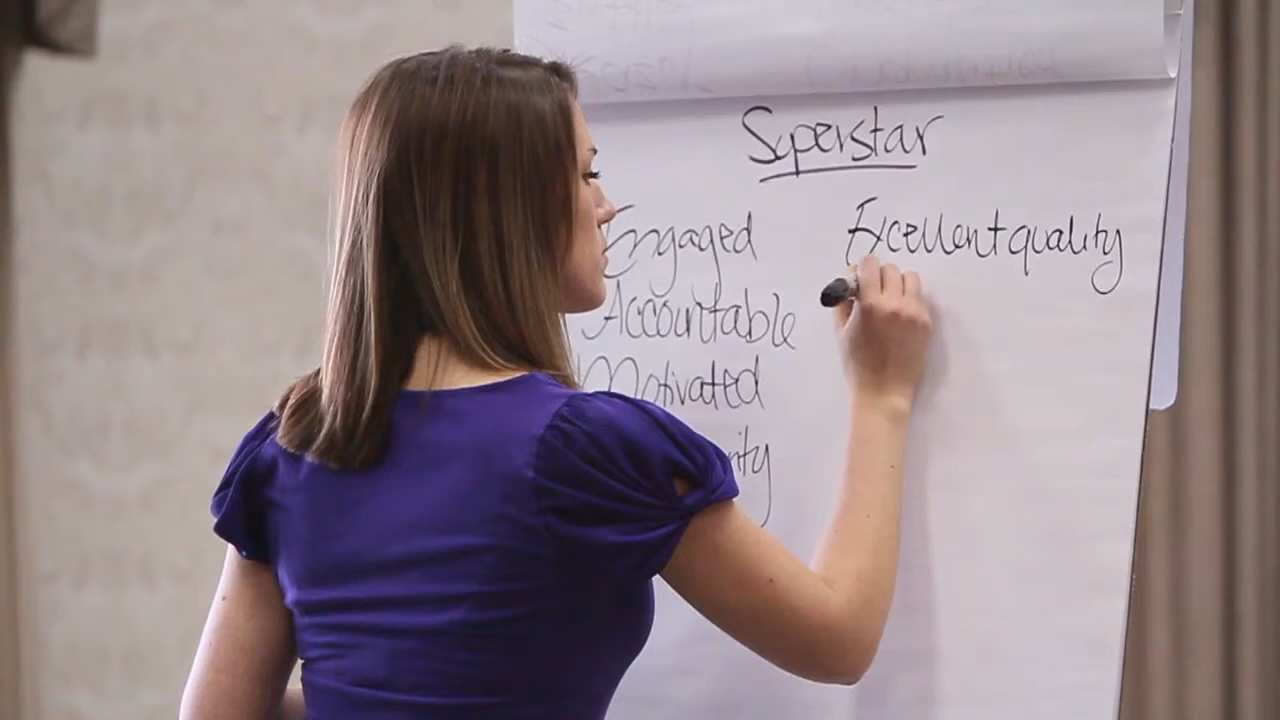 Superstar
Engaged
Excellent quality
Accountable
Motivated